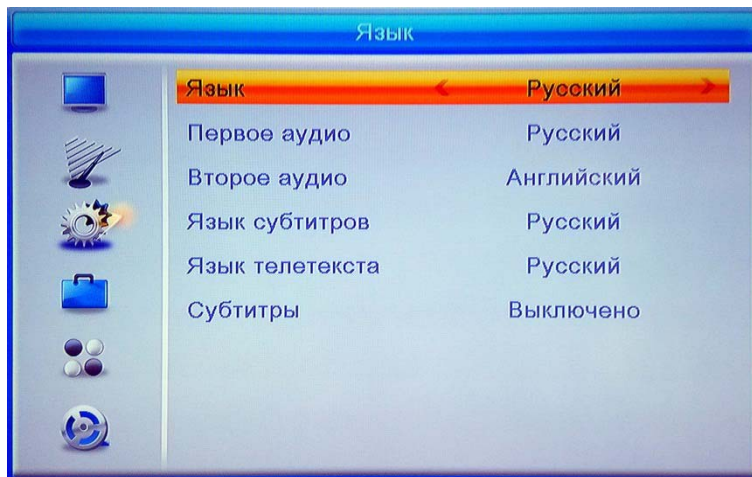 Язык
Язык Русский
Первое аудио Русский
Второе аудио Английский
Язык субтитров Русский
Язык телетекста Русский
Субтитры Выключено